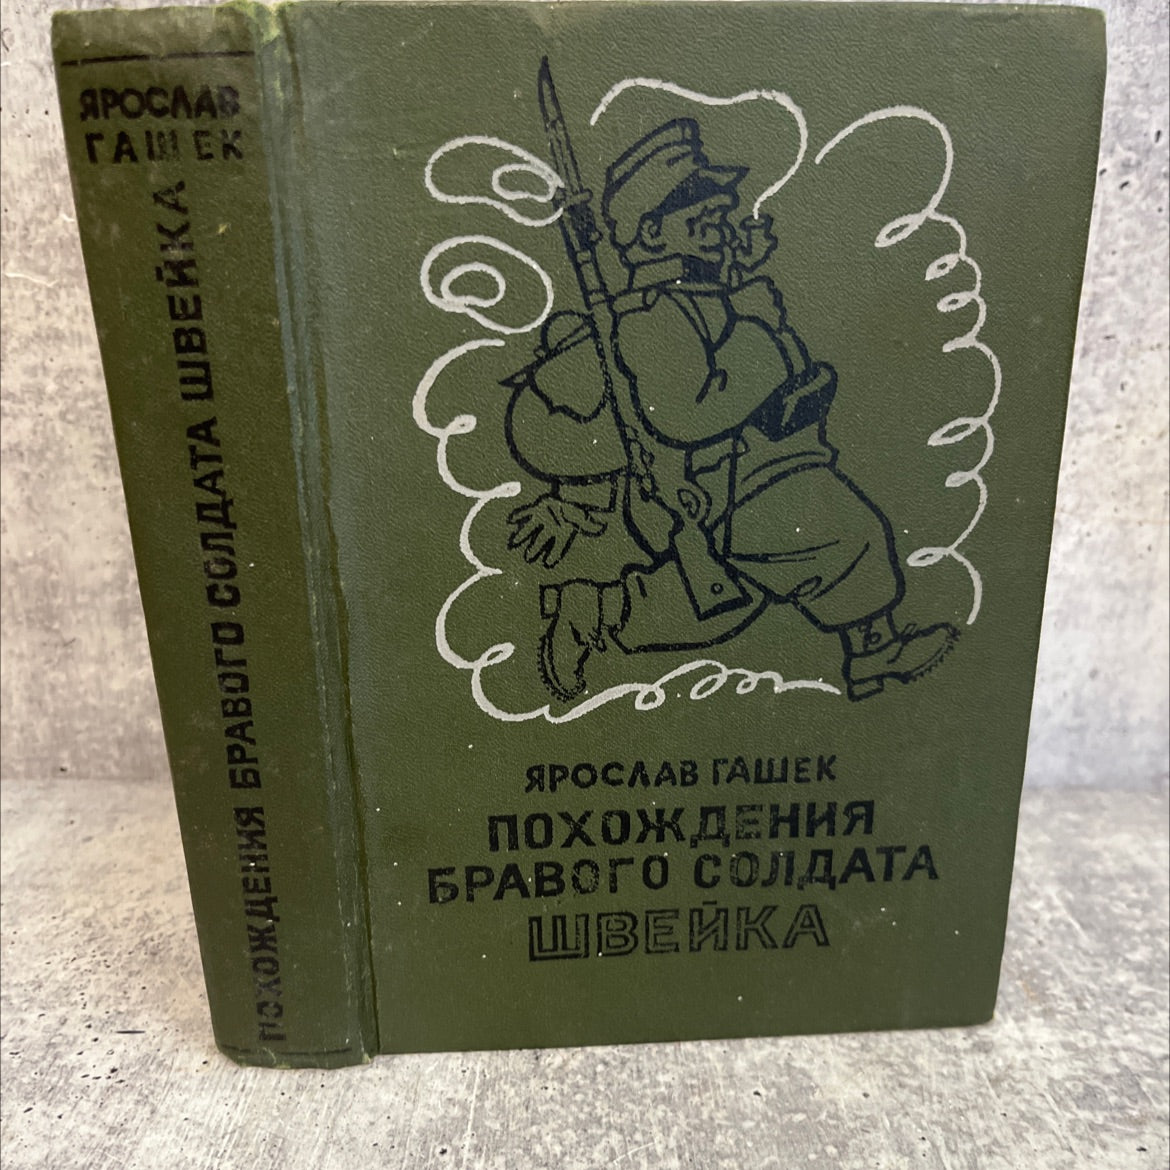 ЯРОСЛАВ
ГАШЕК
ПОХОЖДЕНИЯ БРАВОГО СОЛДАТА ШВЕЙКА
ЯРОСЛАВ ГАШЕК
ПОХОЖДЕНИЯ
БРАВОГО СОЛДАТА
ШВЕЙКА